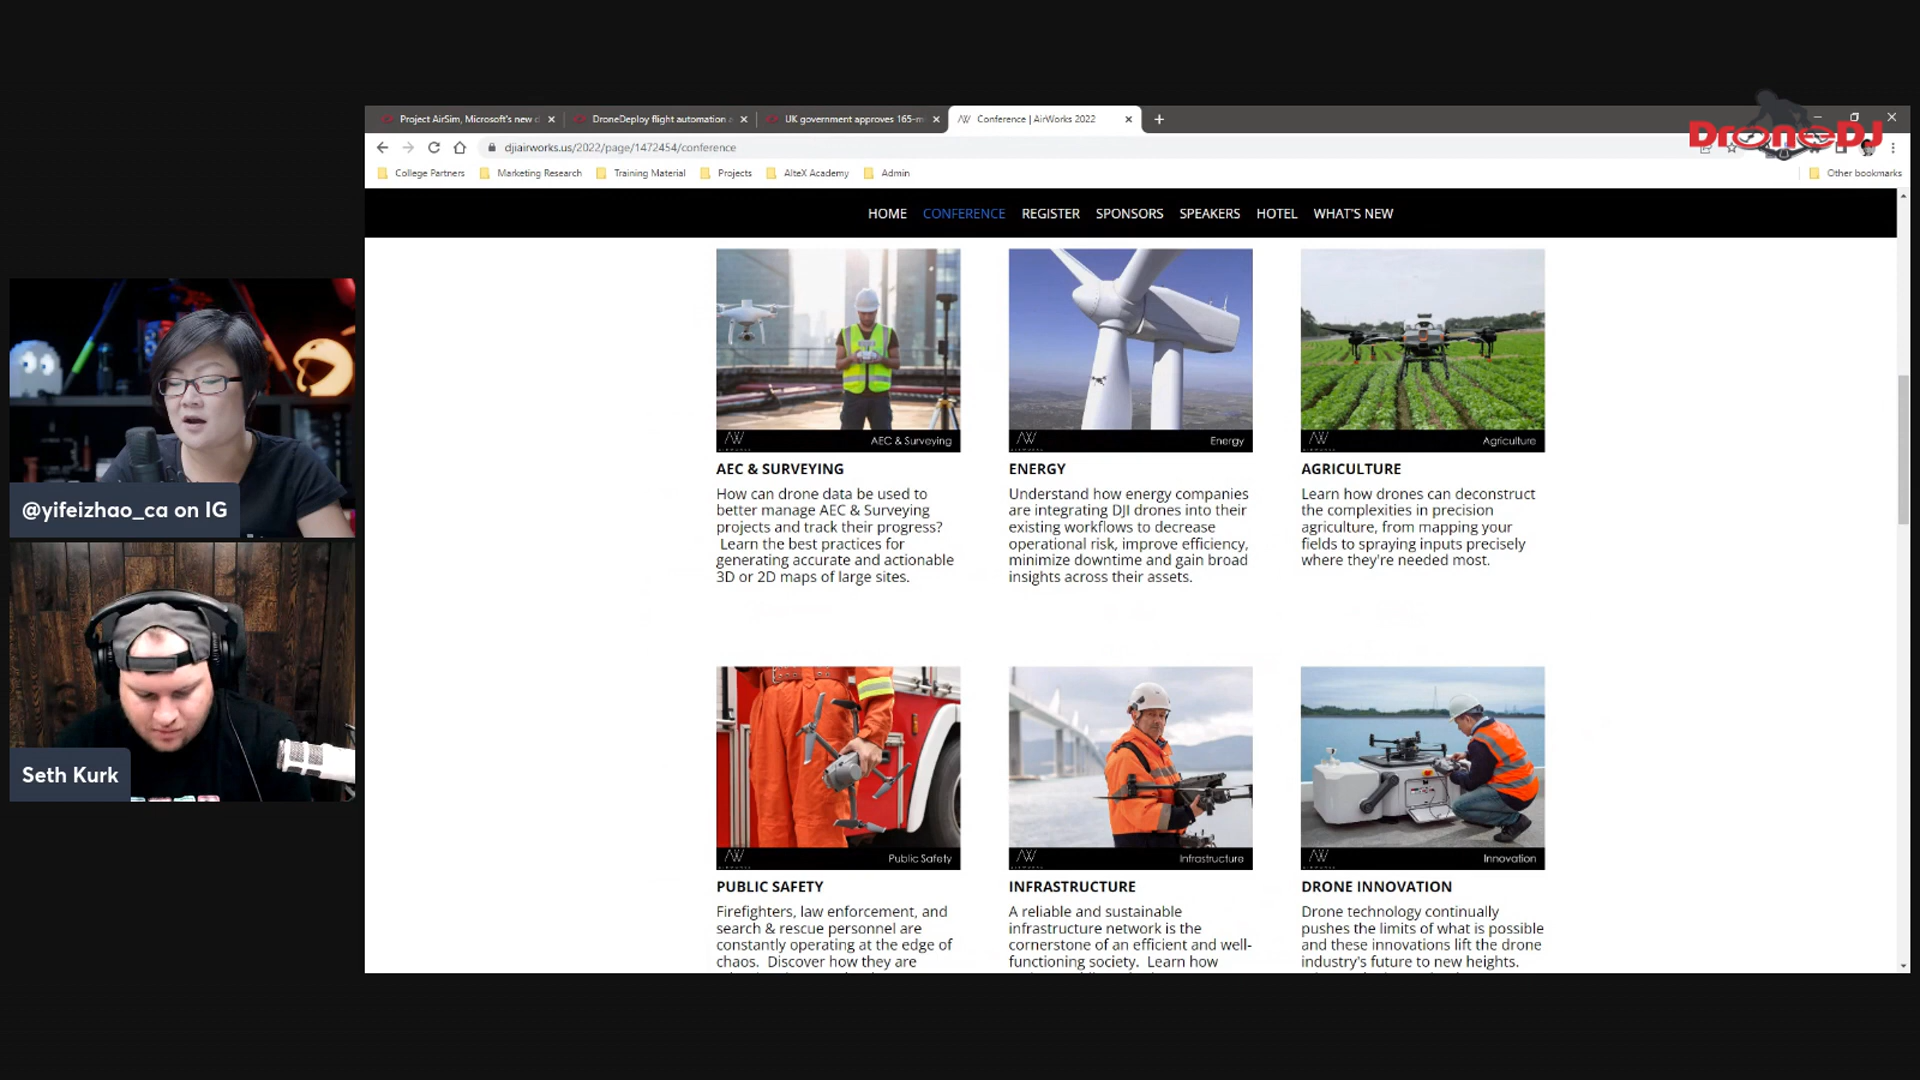 DroneDJ
Project AirSim, Microsoft's new d
DroneDeploy flight automation a
UK government approves 165-m
Conference | AirWorks 2022
djiairworks.us/2022/page/1472454/conference
College Partners
Marketing Research
Training Material
Projects
AlteX Academy
Admin
Other bookmarks
HOME CONFERENCE REGISTER SPONSORS SPEAKERS HOTEL WHAT'S NEW
AEC & Surveying
Energy
Agriculture
AEC & SURVEYING
How can drone data be used to
better manage AEC & Surveying
projects and track their progress?
Learn the best practices for
generating accurate and actionable
3D or 2D maps of large sites.
ENERGY
Understand how energy companies
are integrating DJI drones into their
existing workflows to decrease
operational risk, improve efficiency,
minimize downtime and gain broad
insights across their assets.
AGRICULTURE
Learn how drones can deconstruct
the complexities in precision
agriculture, from mapping your
fields to spraying inputs precisely
where they're needed most.
@yifeizhao_ca on IG
Seth Kurk
Public Safety
Infrastructure
Innovation
PUBLIC SAFETY
Firefighters, law enforcement, and
search & rescue personnel are
constantly operating at the edge of
chaos. Discover how they are
INFRASTRUCTURE
A reliable and sustainable
infrastructure network is the
cornerstone of an efficient and well-
functioning society. Learn how
DRONE INNOVATION
Drone technology continually
pushes the limits of what is possible
and these innovations lift the drone
industry's future to new heights.